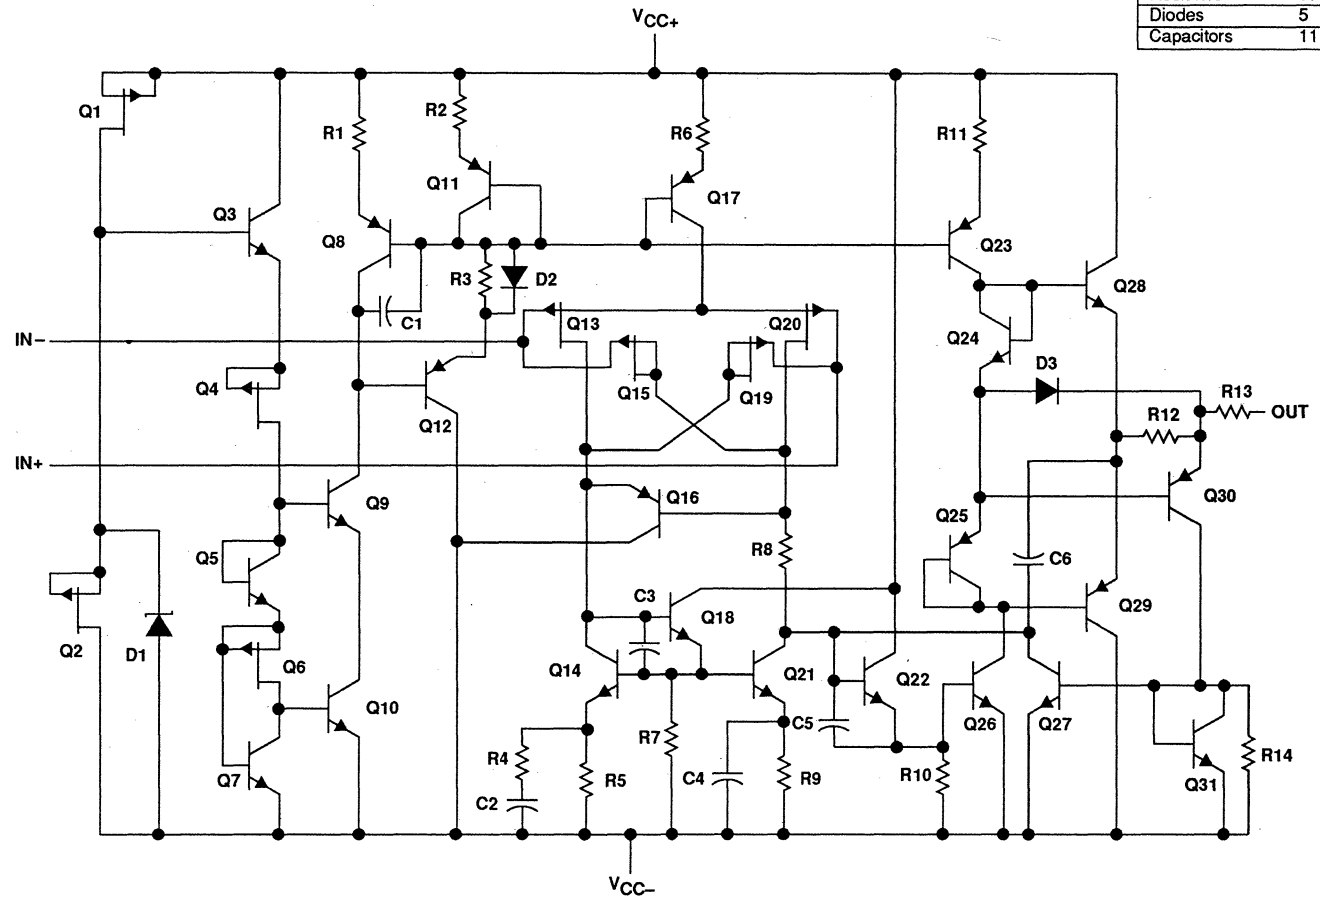 VCC+
Diodes 5
Capacitors 11
Q1
R1
R2
R6
R11
Q11
Q17
Q3
Q8
Q23
R3
D2
Q28
C1
Q13
Q20
IN−
Q24
Q4
Q15
Q19
D3
R13
Q12
R12
OUT
IN+
Q9
Q16
Q30
Q25
Q5
R8
C6
C3
Q18
Q29
Q2
D1
Q6
Q14
Q21
Q22
Q10
C5
Q26
Q27
R4
R7
R5
C4
R9
R10
Q31
R14
Q7
C2
VCC−